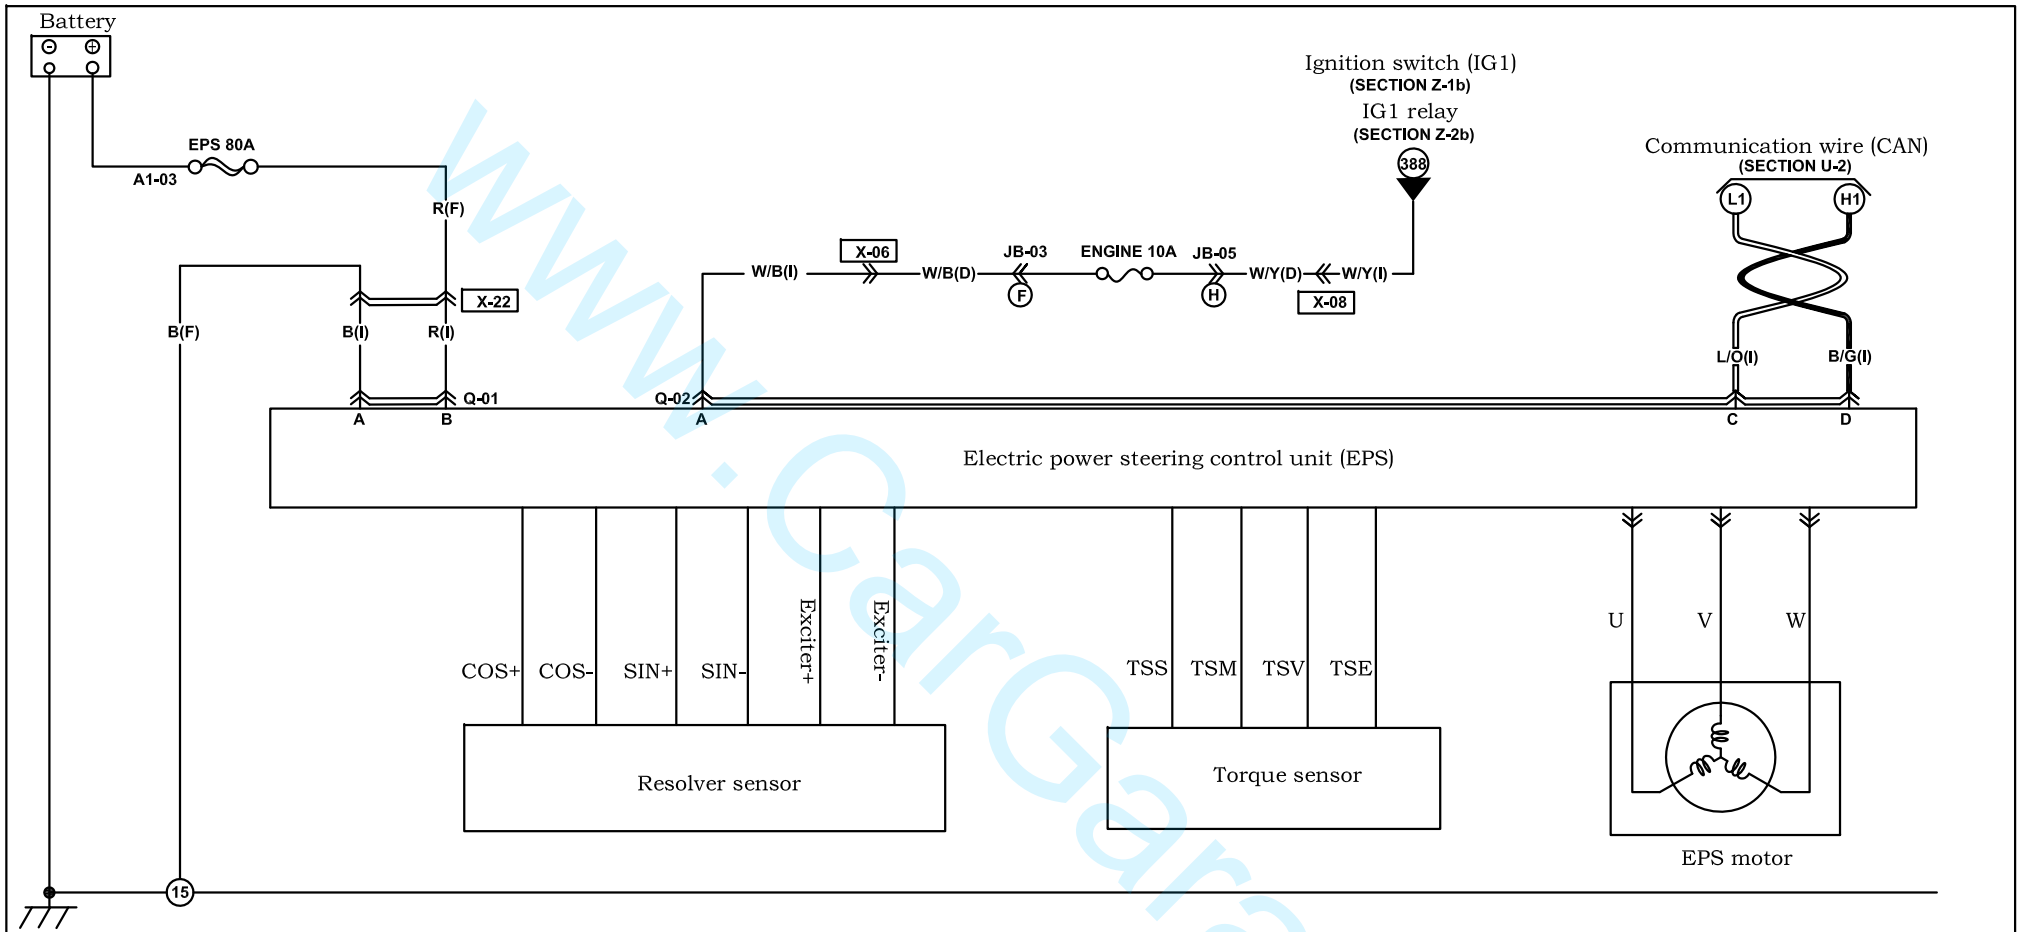 Battery
- +
Ignition switch (IG1)
(SECTION Z-1b)
IG1 relay
(SECTION Z-2b)
388
EPS 80A
A1-03
Communication wire (CAN)
(SECTION U-2)
L1 H1
R(F)
X-06
JB-03
ENGINE 10A
JB-05
W/B(I)
W/B(D)
W/Y(D)
W/Y(I)
F
H
X-22
X-08
B(F)
B(I)
R(I)
L/O(I)
B/G(I)
Q-01
Q-02
A B A C D
Electric power steering control unit (EPS)
Exciter+
Exciter-
U V W
COS+ COS- SIN+ SIN-
TSS TSM TSV TSE
Resolver sensor
Torque sensor
EPS motor
15
www.CarGara